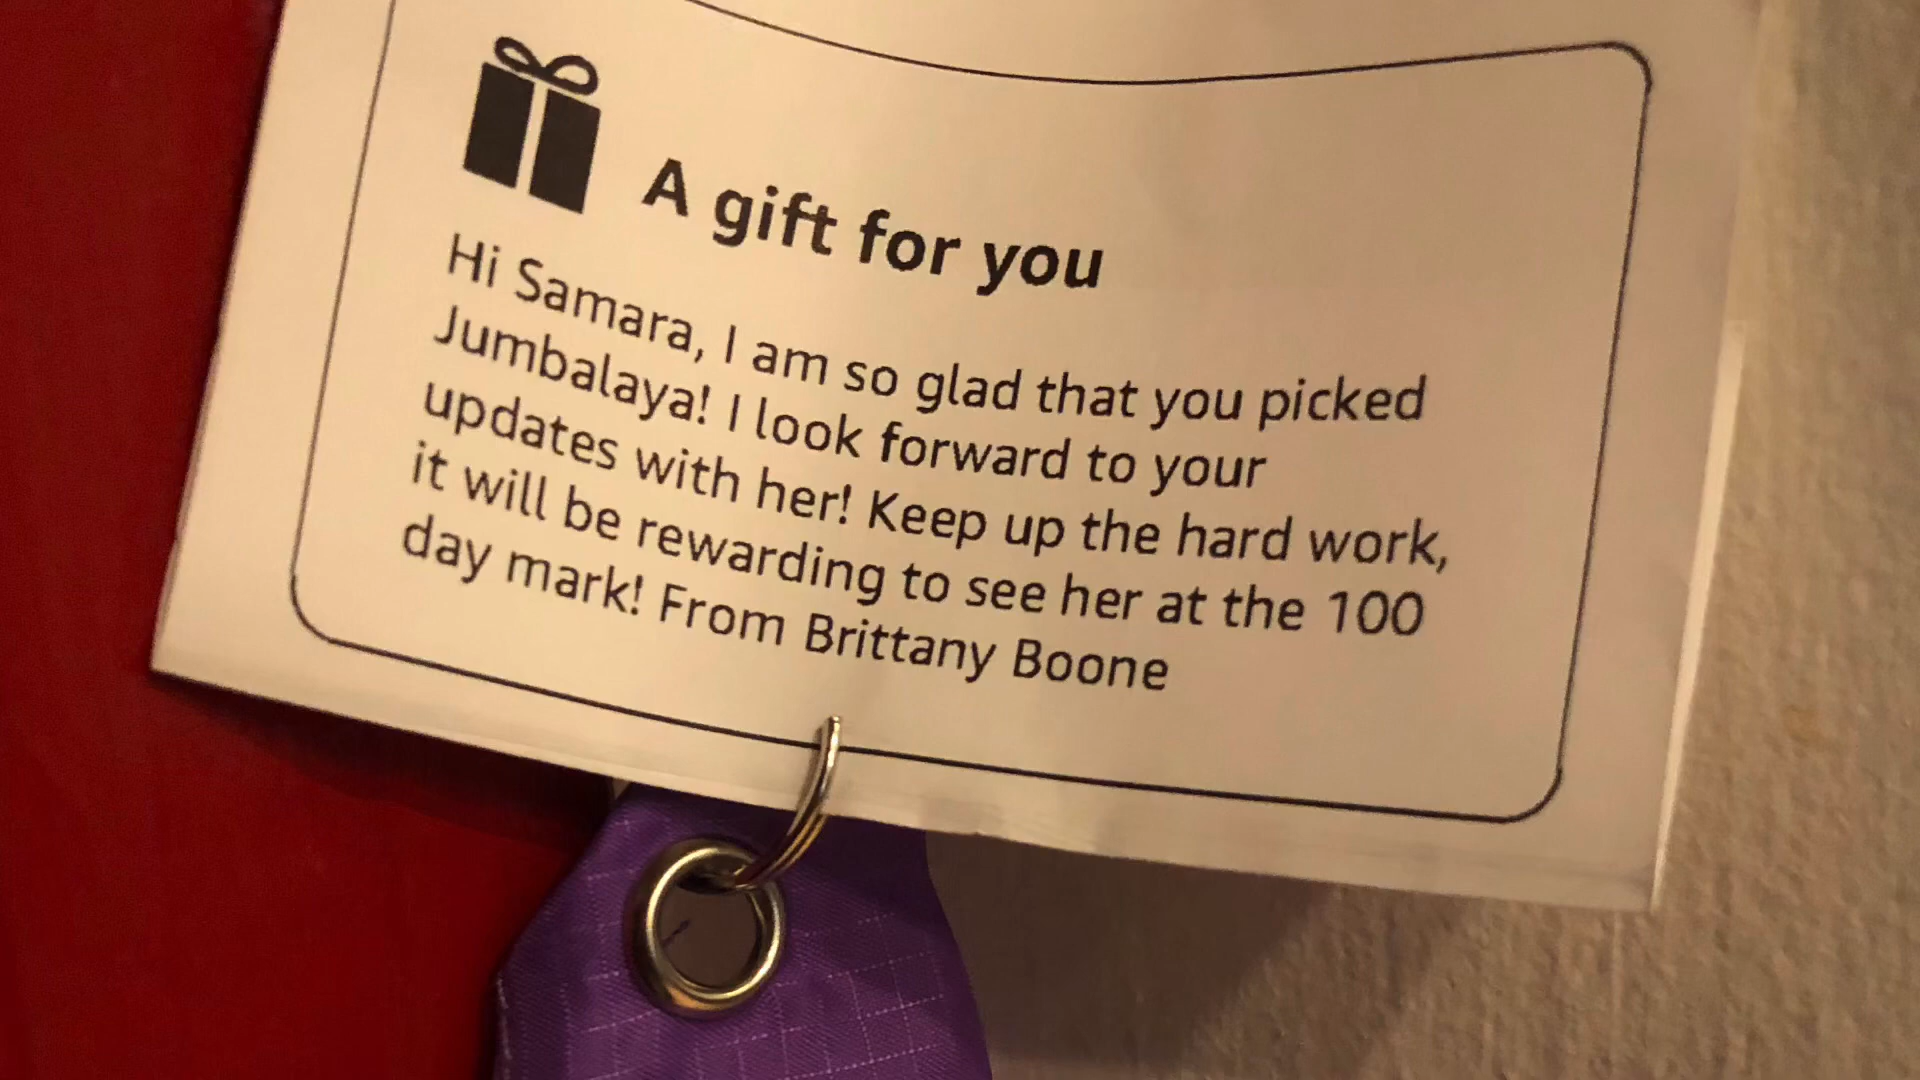 A gift for you
Hi Samara, I am so glad that you picked
Jumbalaya! I look forward to your
updates with her! Keep up the hard work,
it will be rewarding to see her at the 100
day mark! From Brittany Boone